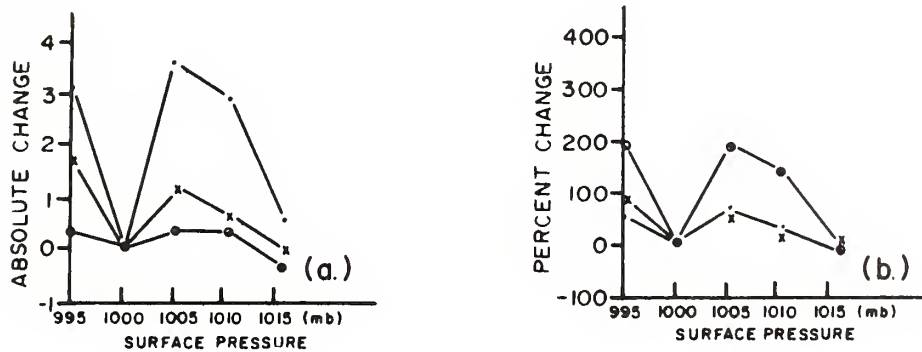 ABSOLUTE CHANGE
4
3
2
1
0
-1
995 1000 1005 1010 1015 (mb)
SURFACE PRESSURE
(a.)
PERCENT CHANGE
400
300
200
100
0
-100
995 1000 1005 1010 1015 (mb)
SURFACE PRESSURE
(b.)